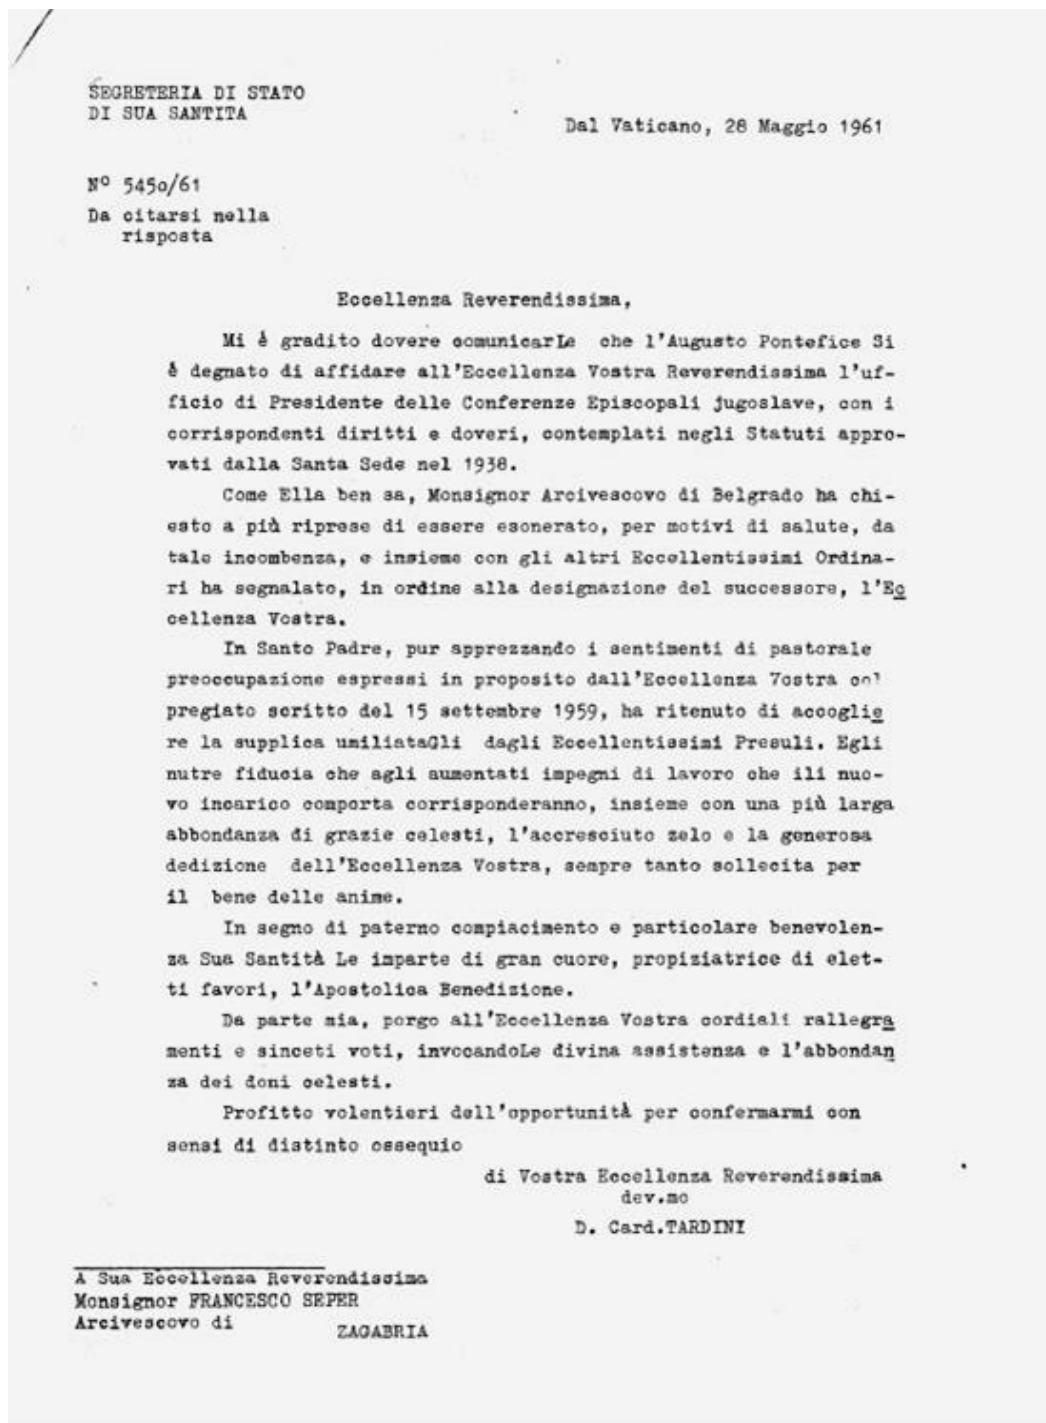 SEGRETERIA DI STATO
DI SUA SANTITA
Dal Vaticano, 28 Maggio 1961
Nº 5450/61
Da citarsi nella
risposta
Eccellenza Reverendissima,
Mi è gradito dovere comunicarLe che l'Augusto Pontefice Si
è degnato di affidare all'Eccellenza Vostra Reverendissima l'uf-
ficio di Presidente delle Conferenze Episcopali jugoslave, con i
corrispondenti diritti e doveri, contemplati negli Statuti appro-
vati dalla Santa Sede nel 1938.
Come Ella ben sa, Monsignor Arcivescovo di Belgrado ha chi-
esto a più riprese di essere esonerato, per motivi di salute, da
tale incombenza, e insieme con gli altri Eccellentissimi Ordina-
ri ha segnalato, in ordine alla designazione del successore, l'Ec
cellenza Vostra.
In Santo Padre, pur apprezzando i sentimenti di pastorale
preoccupazione espressi in proposito dall'Eccellenza Vostra col
pregiato scritto del 15 settembre 1959, ha ritenuto di accoglie
re la supplica umiliataGli dagli Eccellentissimi Presuli. Egli
nutre fiducia che agli aumentati impegni di lavoro che ili nuo-
vo incarico comporta corrisponderanno, insieme con una più larga
abbondanza di grazie celesti, l'accresciuto zelo e la generosa
dedizione dell'Eccellenza Vostra, sempre tanto sollecita per
il bene delle anime.
In segno di paterno compiacimento e particolare benevolen-
za Sua Santità Le imparte di gran cuore, propiziatrice di elet-
ti favori, l'Apostolica Benedizione.
Da parte mia, porgo all'Eccellenza Vostra cordiali rallegra
menti e sinceti voti, invocandoLe divina assistenza e l'abbondan
za dei doni celesti.
Profitto volentieri dell'opportunità per confermarmi con
sensi di distinto ossequio
di Vostra Eccellenza Reverendissima
dev.mo
D. Card.TARDINI
A Sua Eccellenza Reverendissima
Monsignor FRANCESCO SEPER
Arcivescovo di
ZAGABRIA